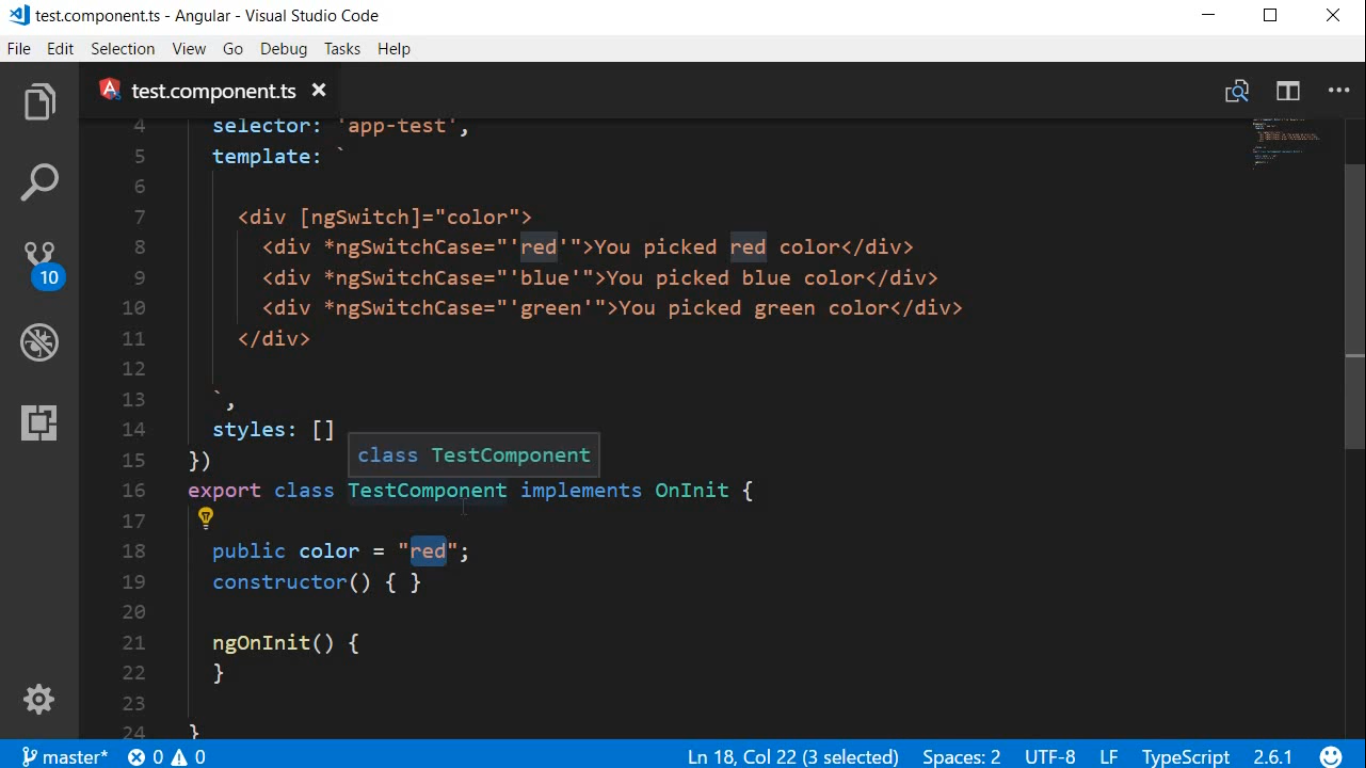 test.component.ts - Angular - Visual Studio Code
File Edit Selection View Go Debug Tasks Help
test.component.ts
4 selector: 'app-test',
5 template: `
6
7 <div [ngSwitch]="color">
8 <div *ngSwitchCase="'red'">You picked red color</div>
9 <div *ngSwitchCase="'blue'">You picked blue color</div>
10 <div *ngSwitchCase="'green'">You picked green color</div>
11 </div>
12
13 `,
14 styles: []
15 })
class TestComponent
16 export class TestComponent implements OnInit {
17
18 public color = "red";
19 constructor() { }
20
21 ngOnInit() {
22 }
23
24 }
10
master* 0 0 Ln 18, Col 22 (3 selected) Spaces: 2 UTF-8 LF TypeScript 2.6.1